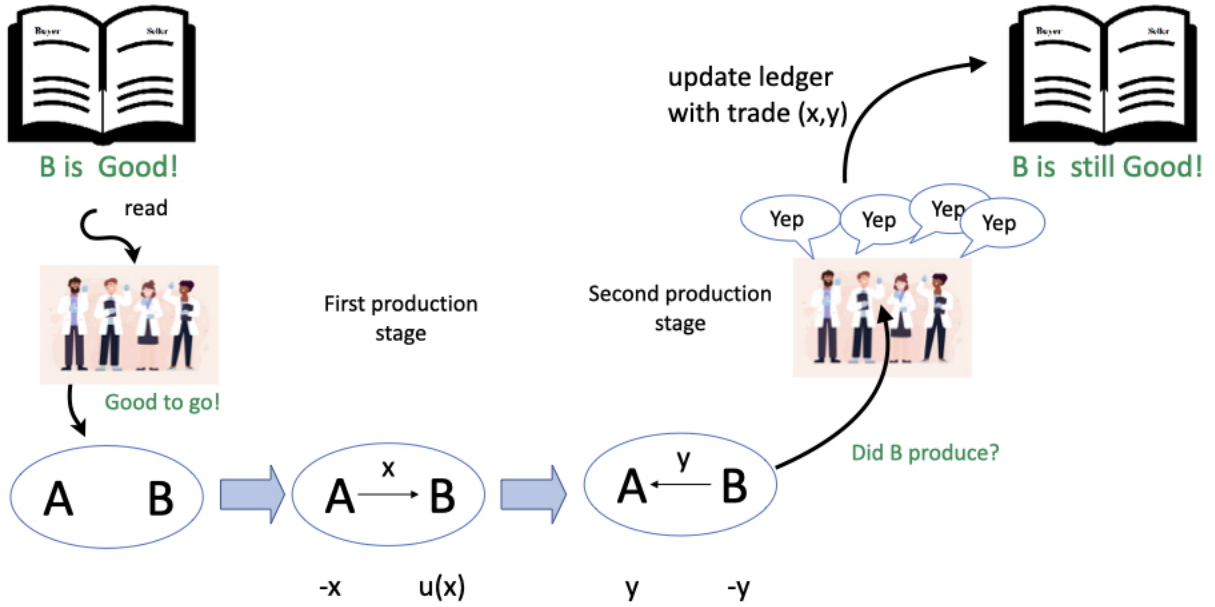 Buyer Seller
B is Good!
read
Good to go!
A B
First production
stage
x
A B
-x u(x)
Second production
stage
y
A B
y -y
Did B produce?
Yep Yep Yep Yep
update ledger
with trade (x,y)
Buyer Seller
B is still Good!